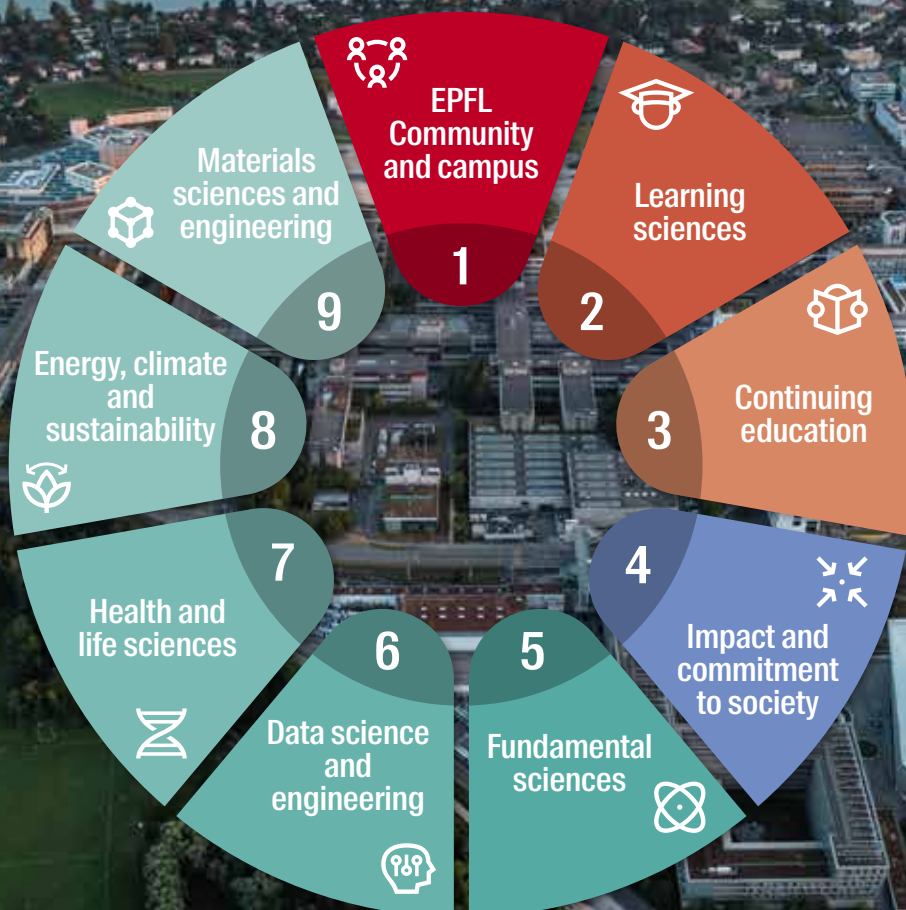 EPFL
Community
and campus
1
Learning
sciences
2
Continuing
education
3
Impact and
commitment
to society
4
Fundamental
sciences
5
Data science
and
engineering
6
Health and
life sciences
7
Energy, climate
and
sustainability
8
Materials
sciences and
engineering
9